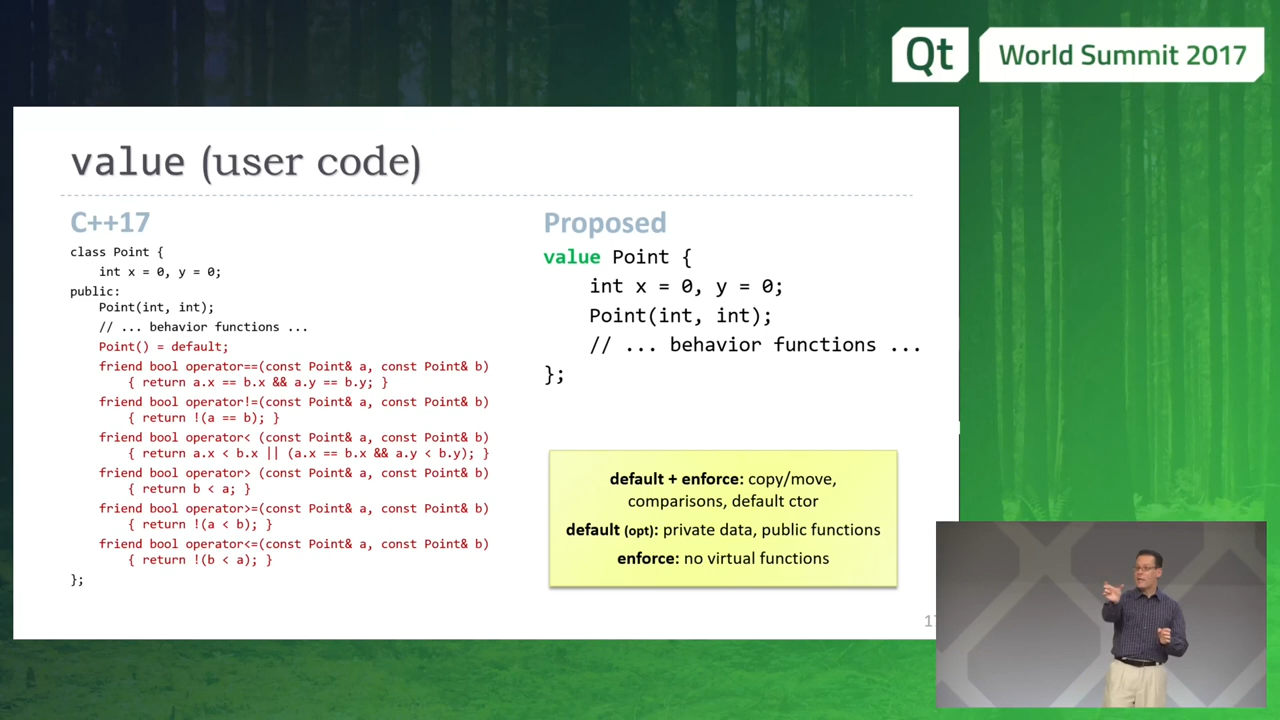 Qt World Summit 2017
value (user code)
C++17
class Point {
int x = 0, y = 0;
public:
Point(int, int);
// ... behavior functions ...
Point() = default;
friend bool operator==(const Point& a, const Point& b)
{ return a.x == b.x && a.y == b.y; }
friend bool operator!=(const Point& a, const Point& b)
{ return !(a == b); }
friend bool operator< (const Point& a, const Point& b)
{ return a.x < b.x || (a.x == b.x && a.y < b.y); }
friend bool operator> (const Point& a, const Point& b)
{ return b < a; }
friend bool operator>=(const Point& a, const Point& b)
{ return !(a < b); }
friend bool operator<=(const Point& a, const Point& b)
{ return !(b < a); }
};
Proposed
value Point {
int x = 0, y = 0;
Point(int, int);
// ... behavior functions ...
};
default + enforce: copy/move,
comparisons, default ctor
default (opt): private data, public functions
enforce: no virtual functions